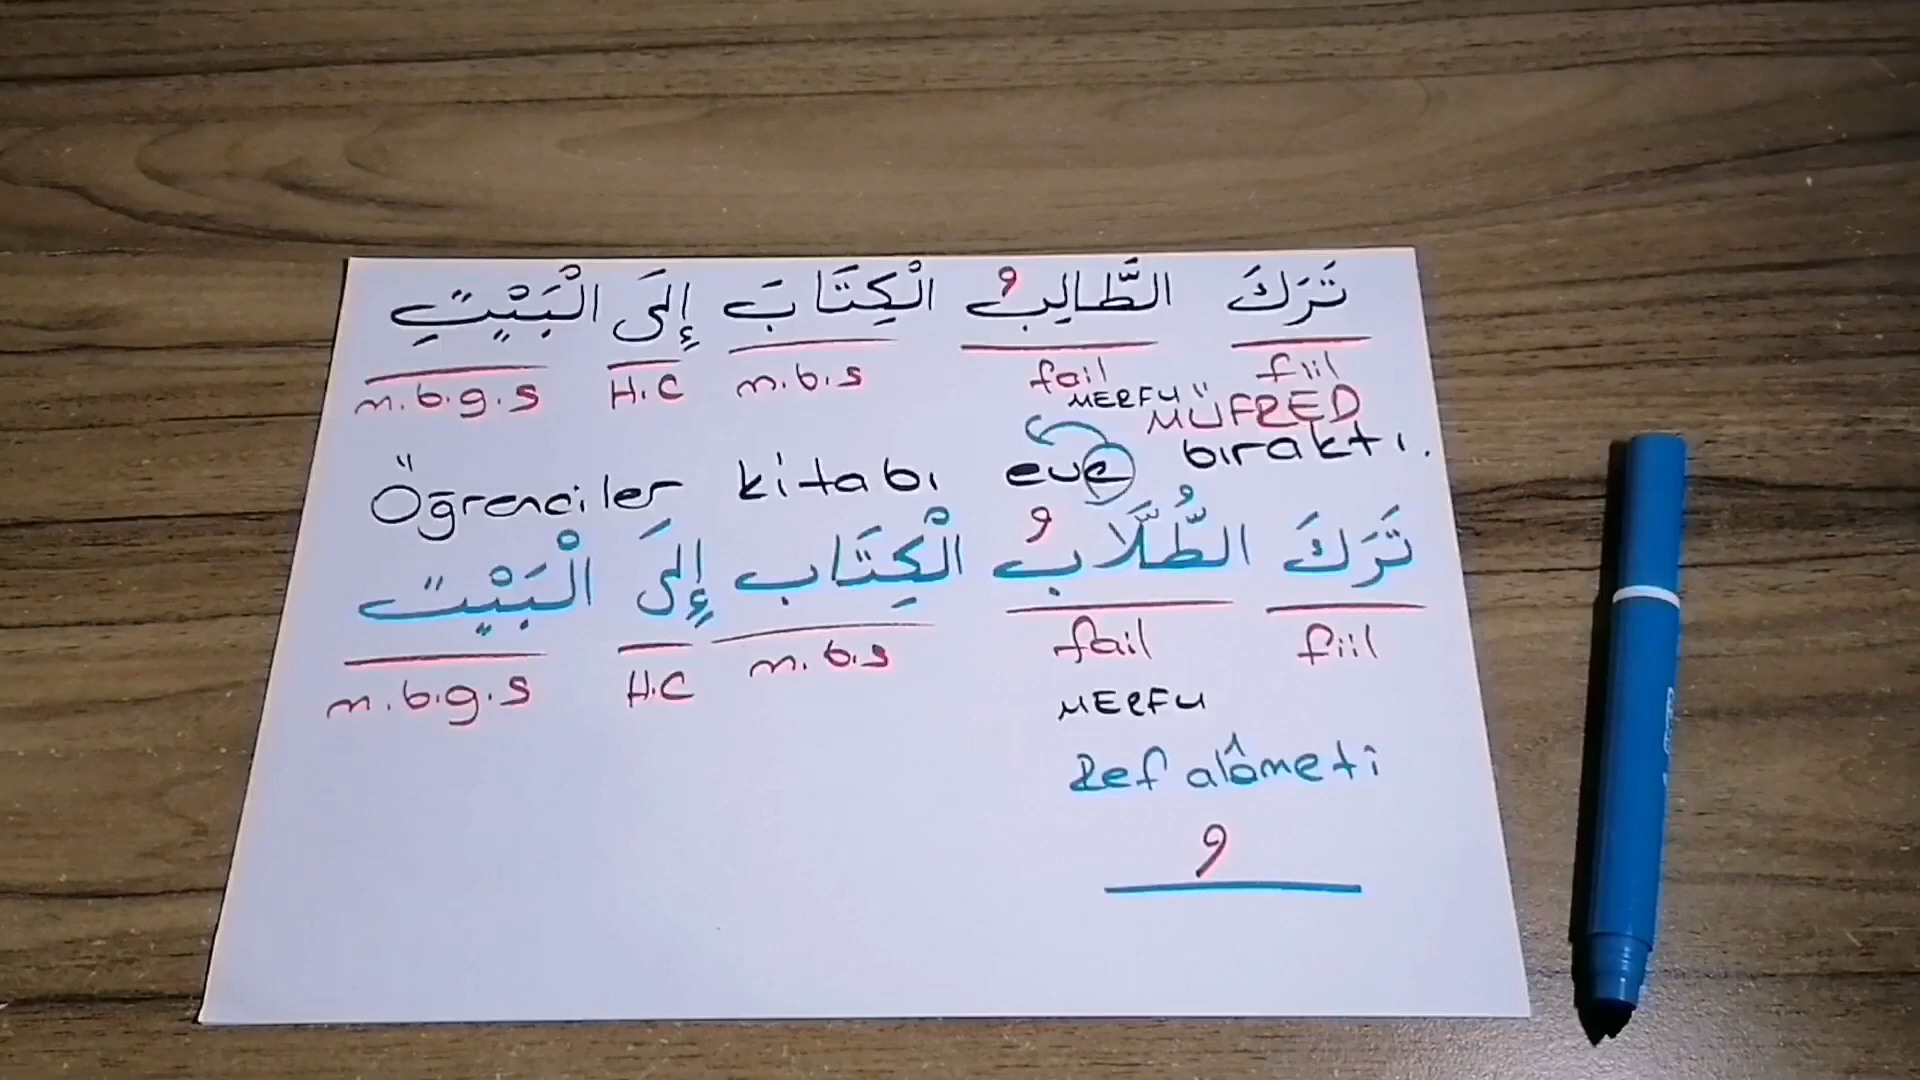 تَرَكَ الطَّالِبُ الْكِتَابَ إِلَى الْبَيْتِ
fiil fail m.b.s H.C m.b.g.s
MERFU MÜFRED
Öğrenciler kitabı eve bıraktı.
تَرَكَ الطُّلَّابُ الْكِتَاب إِلَى الْبَيْت
fiil fail m.b.s H.C m.b.g.s
MERFU
Ref alâmeti
و